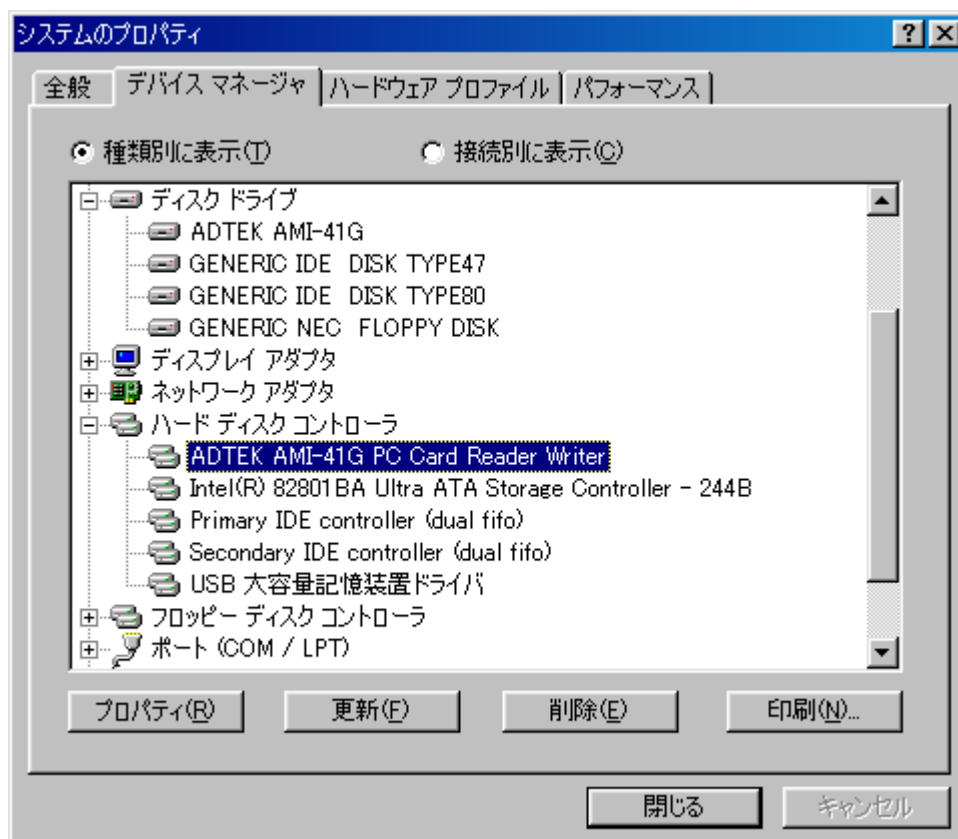 システムのプロパティ
全般 デバイス マネージャ ハードウェア プロファイル パフォーマンス
種類別に表示(T) 接続別に表示(C)
ディスク ドライブ
ADTEK AMI-41G
GENERIC IDE  DISK TYPE47
GENERIC IDE  DISK TYPE80
GENERIC NEC  FLOPPY DISK
ディスプレイ アダプタ
ネットワーク アダプタ
ハード ディスク コントローラ
ADTEK AMI-41G PC Card Reader Writer
Intel(R) 82801BA Ultra ATA Storage Controller - 244B
Primary IDE controller (dual fifo)
Secondary IDE controller (dual fifo)
USB 大容量記憶装置ドライバ
フロッピー ディスク コントローラ
ポート (COM / LPT)
プロパティ(R) 更新(F) 削除(E) 印刷(N)...
閉じる キャンセル